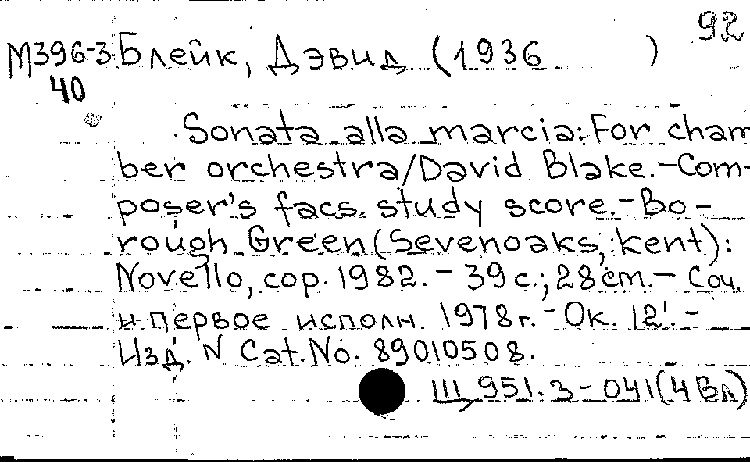 92
М396-3 Блейк, Дэвид (1936 )
40
Sonata alla marcia: For cham
ber orchestra/David Blake.-Com-
poser's facs. study score.-Bo-
rough Green (Sevenoaks, Kent):
Novello, cop. 1982. - 39 с.; 28 cm. - Соч.
и первое исполн. 1978 г. - Ок. 12'. -
Изд. N Cat. No. 89010508.
Щ 951.3-041(4Вл)